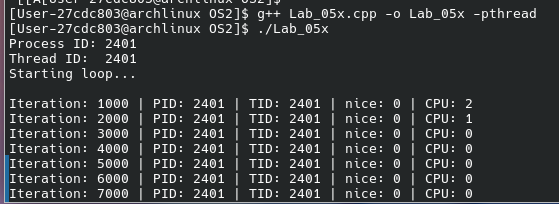 [User-27cdc803@archlinux OS2]$ g++ Lab_05x.cpp -o Lab_05x -pthread
[User-27cdc803@archlinux OS2]$ ./Lab_05x
Process ID: 2401
Thread ID:  2401
Starting loop...
Iteration: 1000 | PID: 2401 | TID: 2401 | nice: 0 | CPU: 2
Iteration: 2000 | PID: 2401 | TID: 2401 | nice: 0 | CPU: 1
Iteration: 3000 | PID: 2401 | TID: 2401 | nice: 0 | CPU: 0
Iteration: 4000 | PID: 2401 | TID: 2401 | nice: 0 | CPU: 0
Iteration: 5000 | PID: 2401 | TID: 2401 | nice: 0 | CPU: 0
Iteration: 6000 | PID: 2401 | TID: 2401 | nice: 0 | CPU: 0
Iteration: 7000 | PID: 2401 | TID: 2401 | nice: 0 | CPU: 0